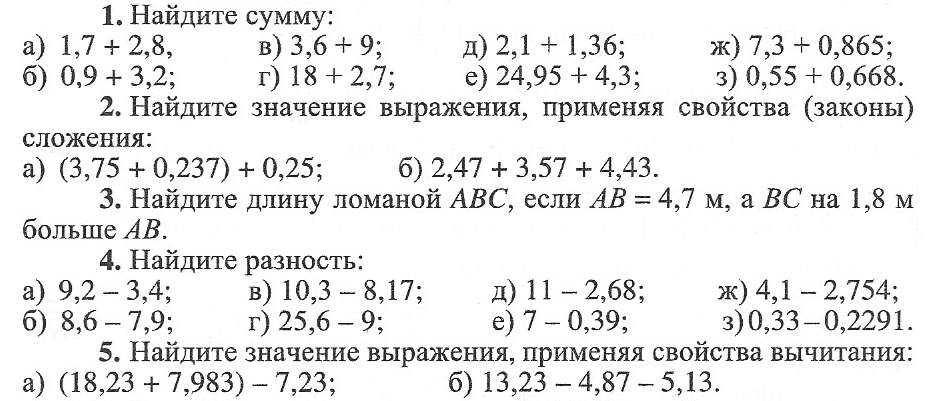 1. Найдите сумму:
а) 1,7 + 2,8, в) 3,6 + 9; д) 2,1 + 1,36; ж) 7,3 + 0,865;
б) 0,9 + 3,2; г) 18 + 2,7; е) 24,95 + 4,3; з) 0,55 + 0,668.
2. Найдите значение выражения, применяя свойства (законы)
сложения:
а) (3,75 + 0,237) + 0,25; б) 2,47 + 3,57 + 4,43.
3. Найдите длину ломаной ABC, если AB = 4,7 м, а BC на 1,8 м
больше AB.
4. Найдите разность:
а) 9,2 – 3,4; в) 10,3 – 8,17; д) 11 – 2,68; ж) 4,1 – 2,754;
б) 8,6 – 7,9; г) 25,6 – 9; е) 7 – 0,39; з) 0,33 – 0,2291.
5. Найдите значение выражения, применяя свойства вычитания:
а) (18,23 + 7,983) – 7,23; б) 13,23 – 4,87 – 5,13.